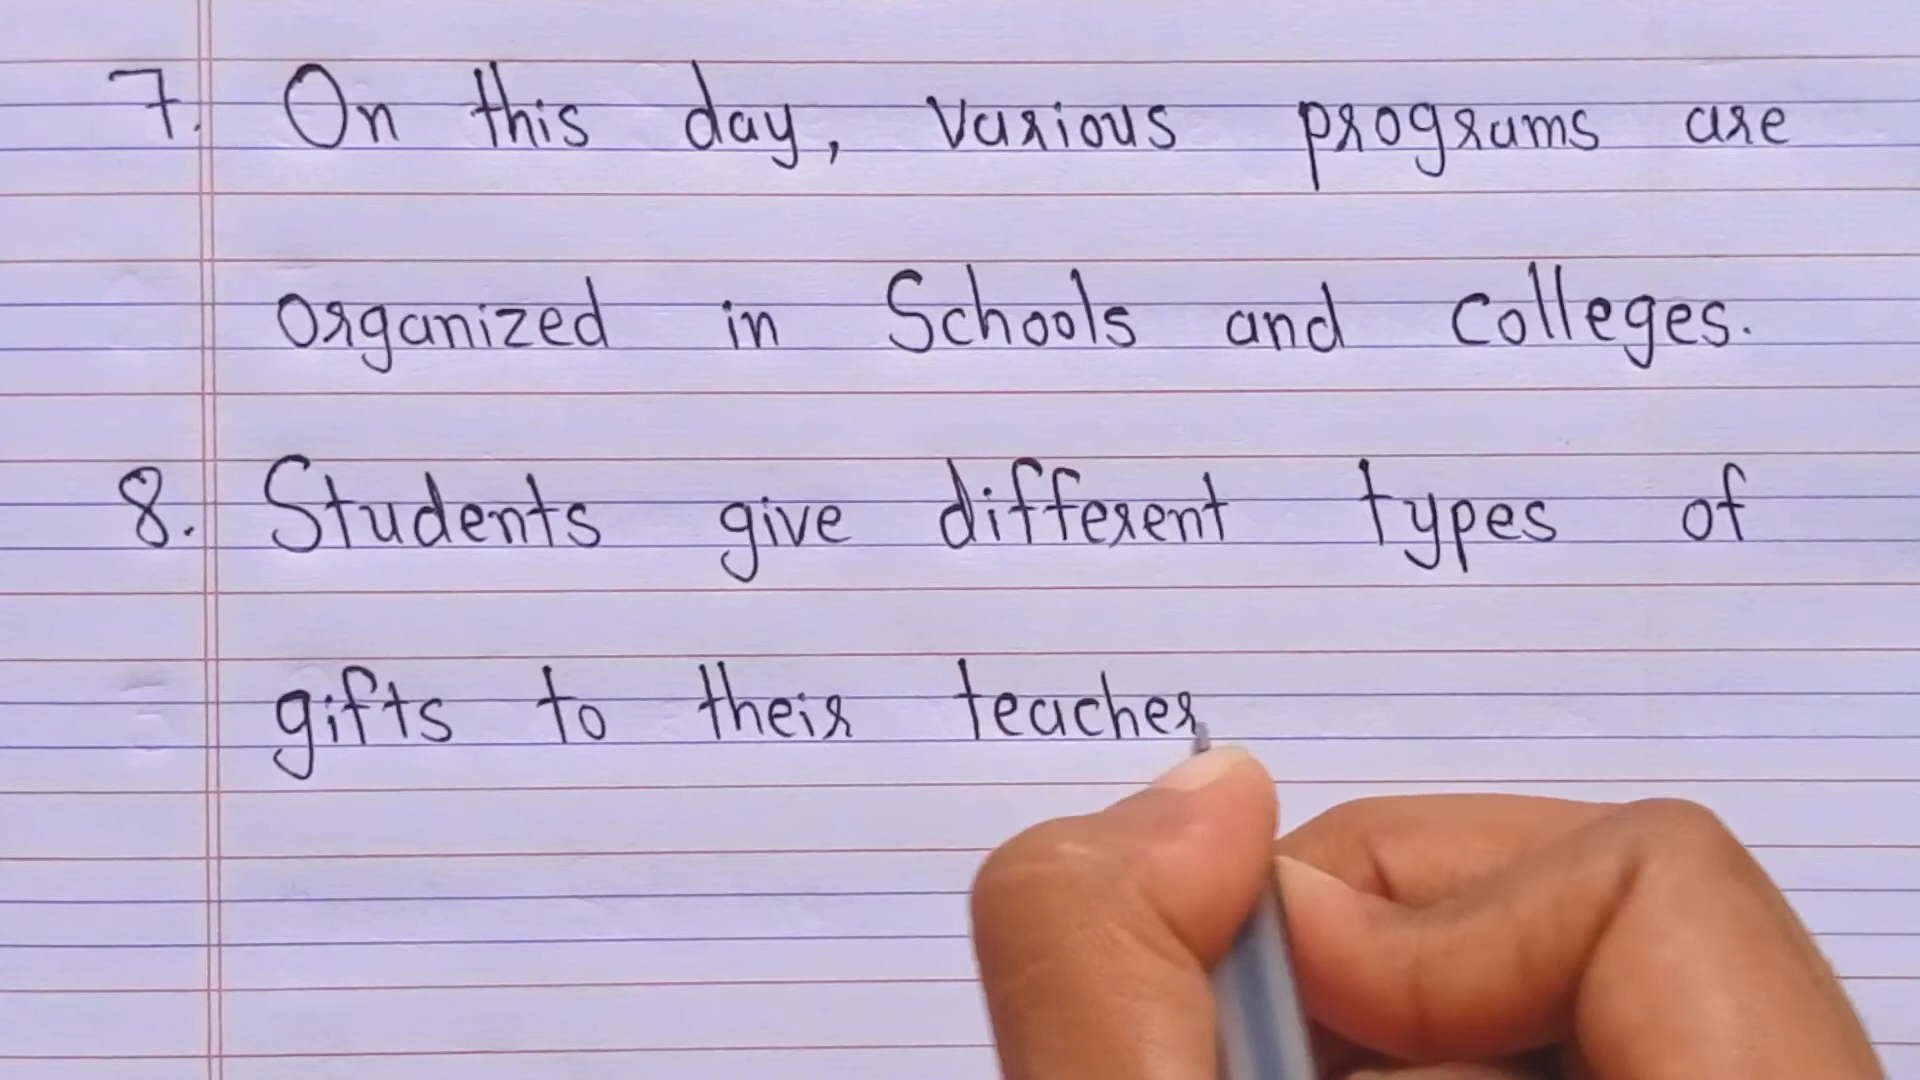 7. On this day, various programs are
organized in Schools and colleges.
8. Students give different types of
gifts to their teacher